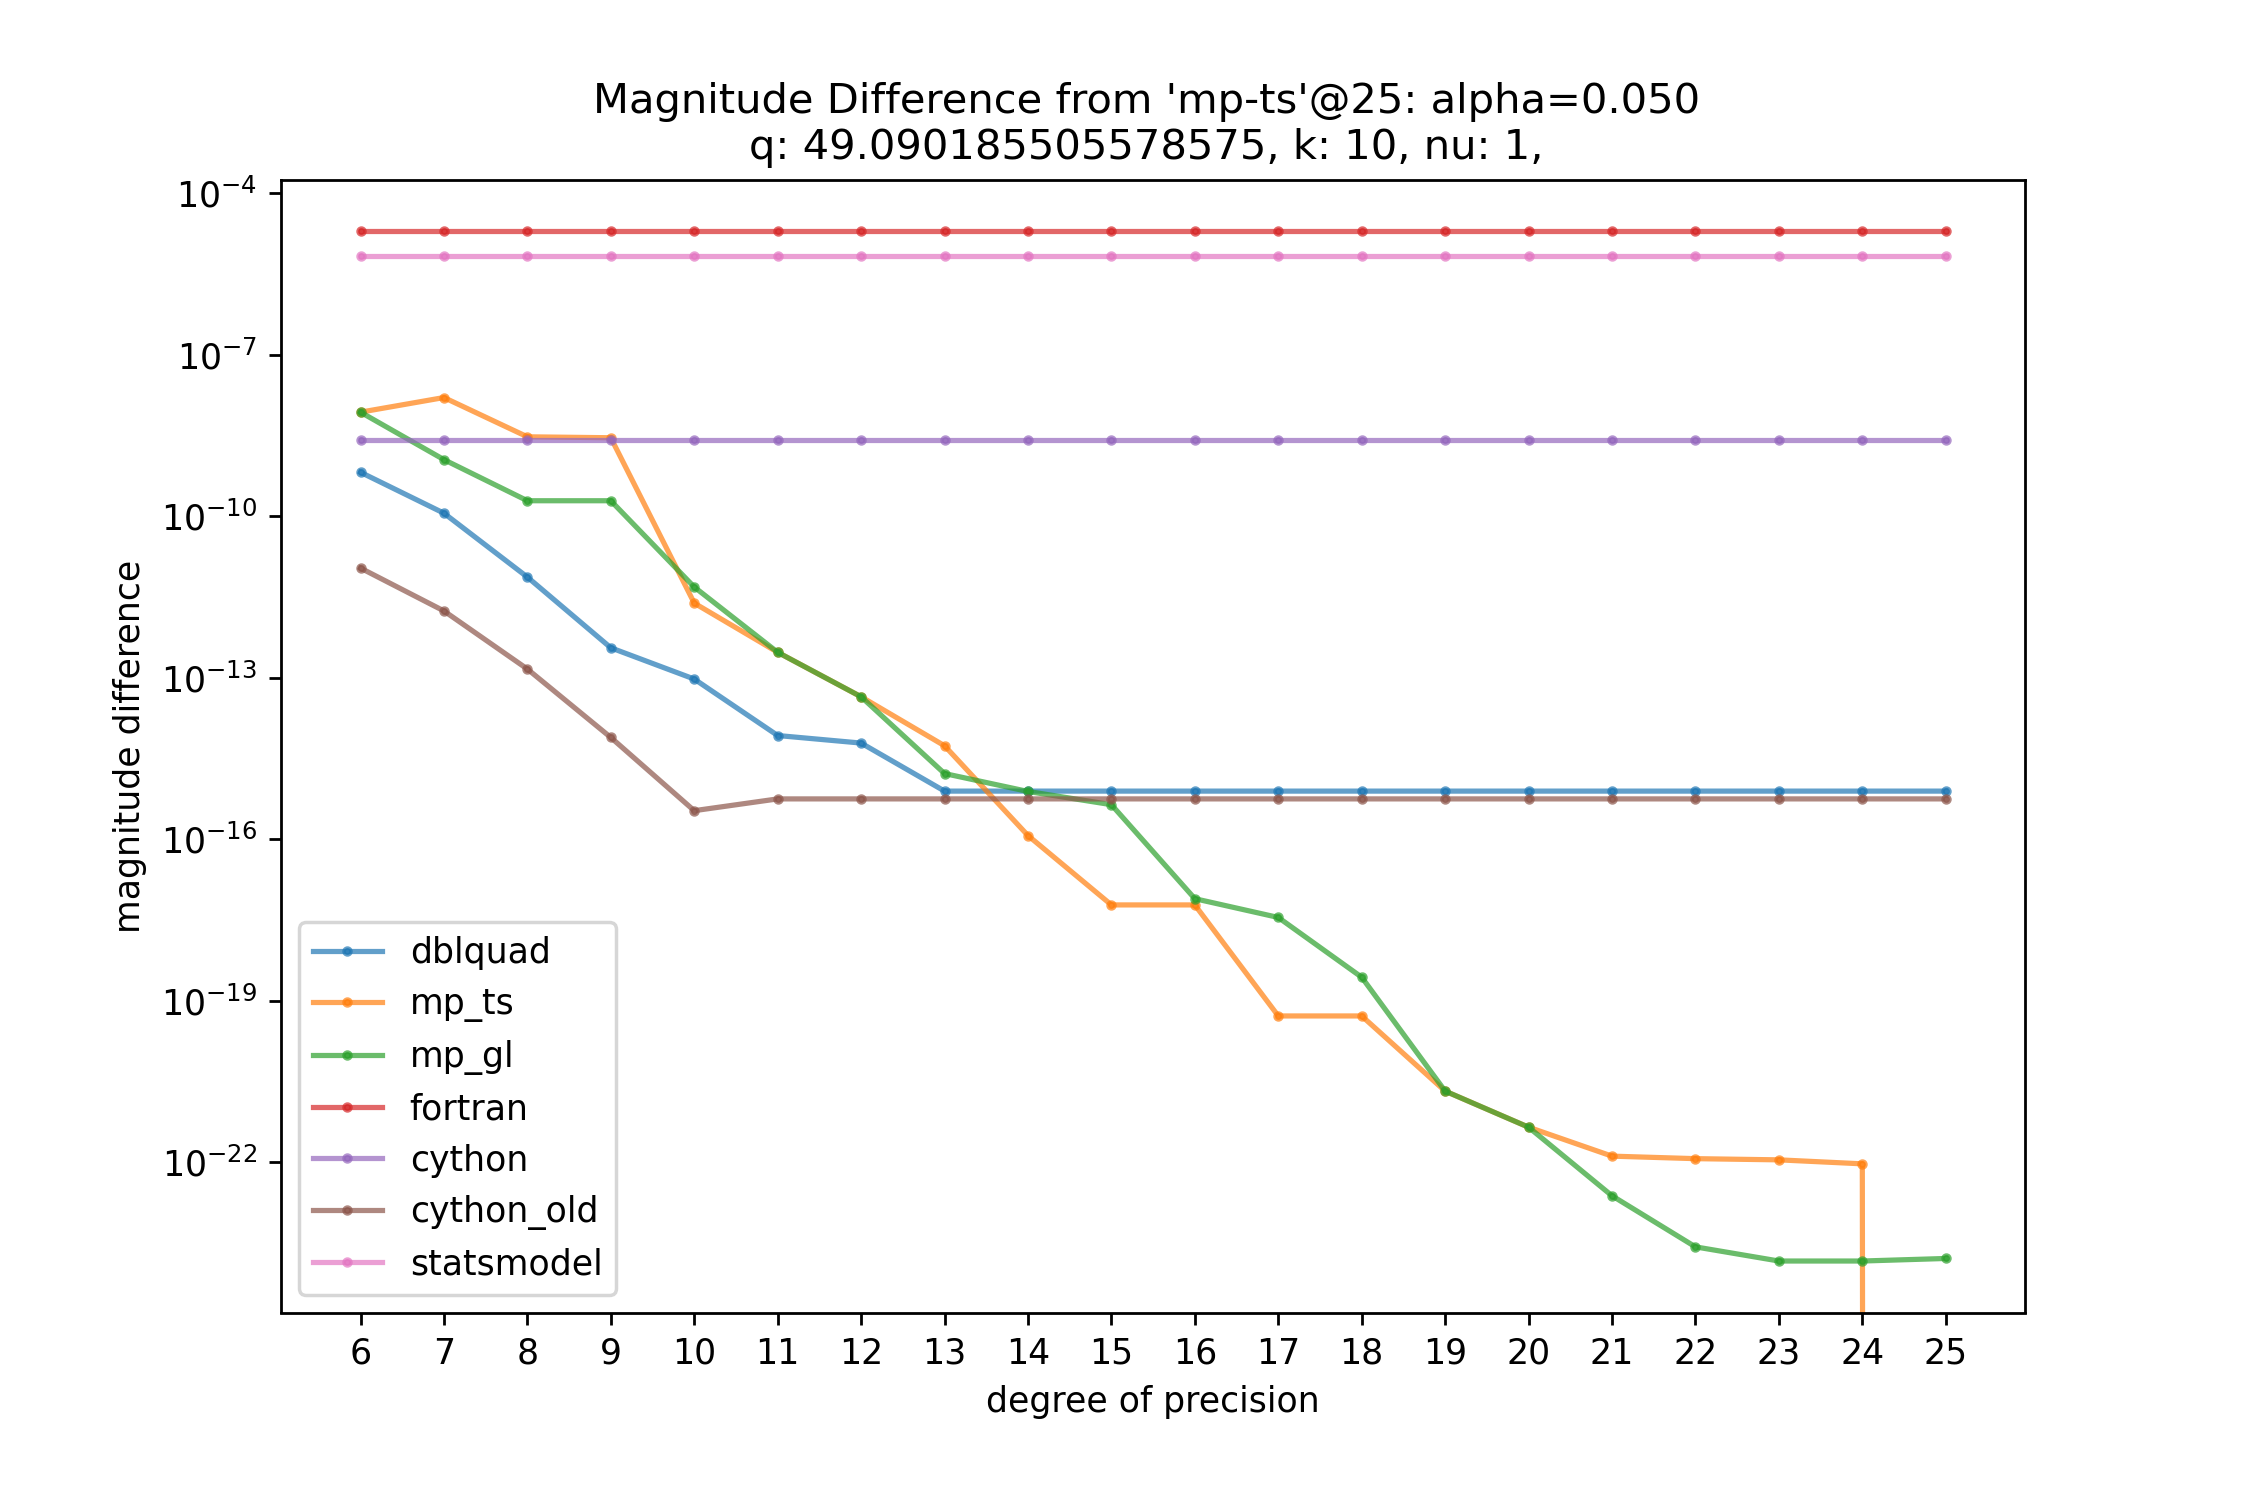 Magnitude Difference from 'mp-ts'@25: alpha=0.050
q: 49.090185505578575, k: 10, nu: 1,
10⁻⁴
10⁻⁷
10⁻¹⁰
10⁻¹³
10⁻¹⁶
10⁻¹⁹
10⁻²²
magnitude difference
dblquad
mp_ts
mp_gl
fortran
cython
cython_old
statsmodel
6 7 8 9 10 11 12 13 14 15 16 17 18 19 20 21 22 23 24 25
degree of precision